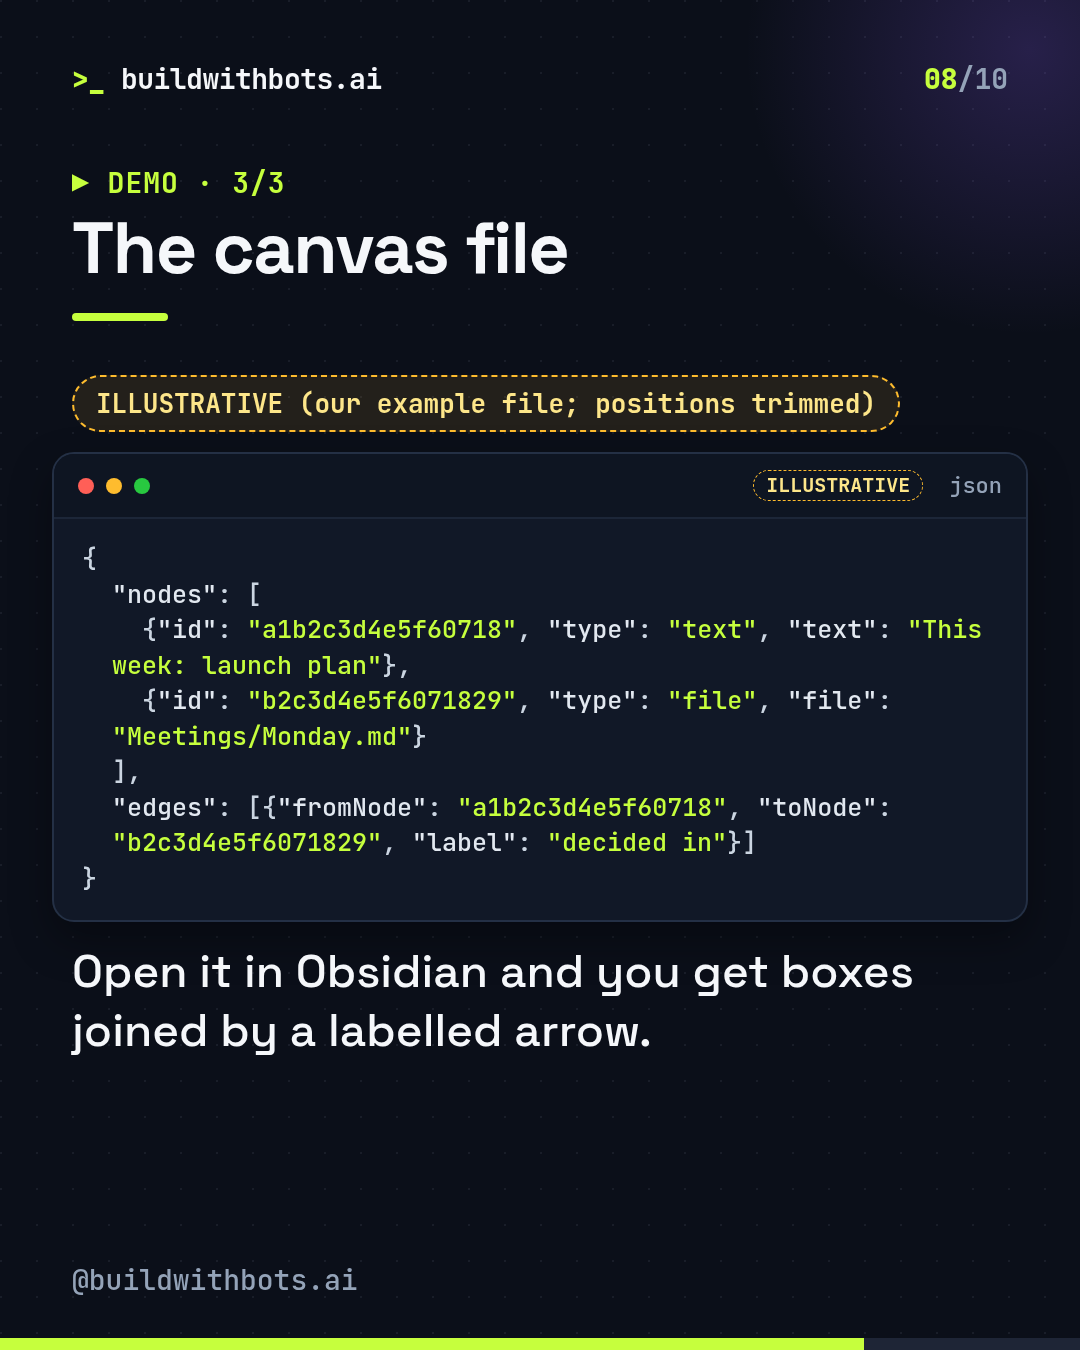 >_ buildwithbots.ai
08/10
▶ DEMO · 3/3
The canvas file
ILLUSTRATIVE (our example file; positions trimmed)
ILLUSTRATIVE json
{
  "nodes": [
    {"id": "a1b2c3d4e5f60718", "type": "text", "text": "This
  week: launch plan"},
    {"id": "b2c3d4e5f6071829", "type": "file", "file":
  "Meetings/Monday.md"}
  ],
  "edges": [{"fromNode": "a1b2c3d4e5f60718", "toNode":
  "b2c3d4e5f6071829", "label": "decided in"}]
}
Open it in Obsidian and you get boxes
joined by a labelled arrow.
@buildwithbots.ai